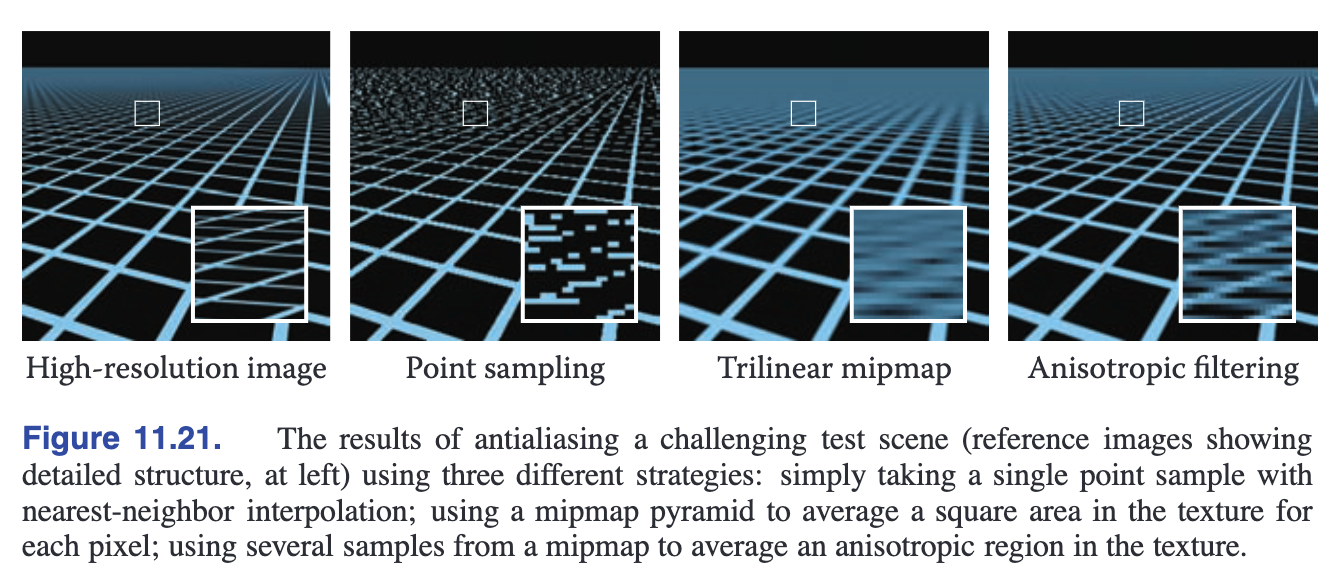 High-resolution image
Point sampling
Trilinear mipmap
Anisotropic filtering
Figure 11.21. The results of antialiasing a challenging test scene (reference images showing
detailed structure, at left) using three different strategies: simply taking a single point sample with
nearest-neighbor interpolation; using a mipmap pyramid to average a square area in the texture for
each pixel; using several samples from a mipmap to average an anisotropic region in the texture.